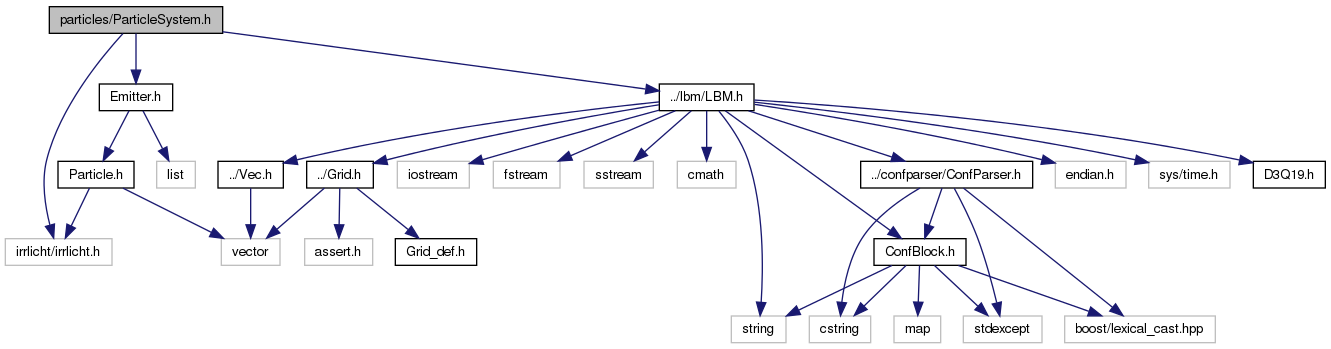 particles/ParticleSystem.h
Emitter.h
../lbm/LBM.h
Particle.h
list
../Vec.h
../Grid.h
iostream
fstream
sstream
cmath
../confparser/ConfParser.h
endian.h
sys/time.h
D3Q19.h
irrlicht/irrlicht.h
vector
assert.h
Grid_def.h
ConfBlock.h
string
cstring
map
stdexcept
boost/lexical_cast.hpp